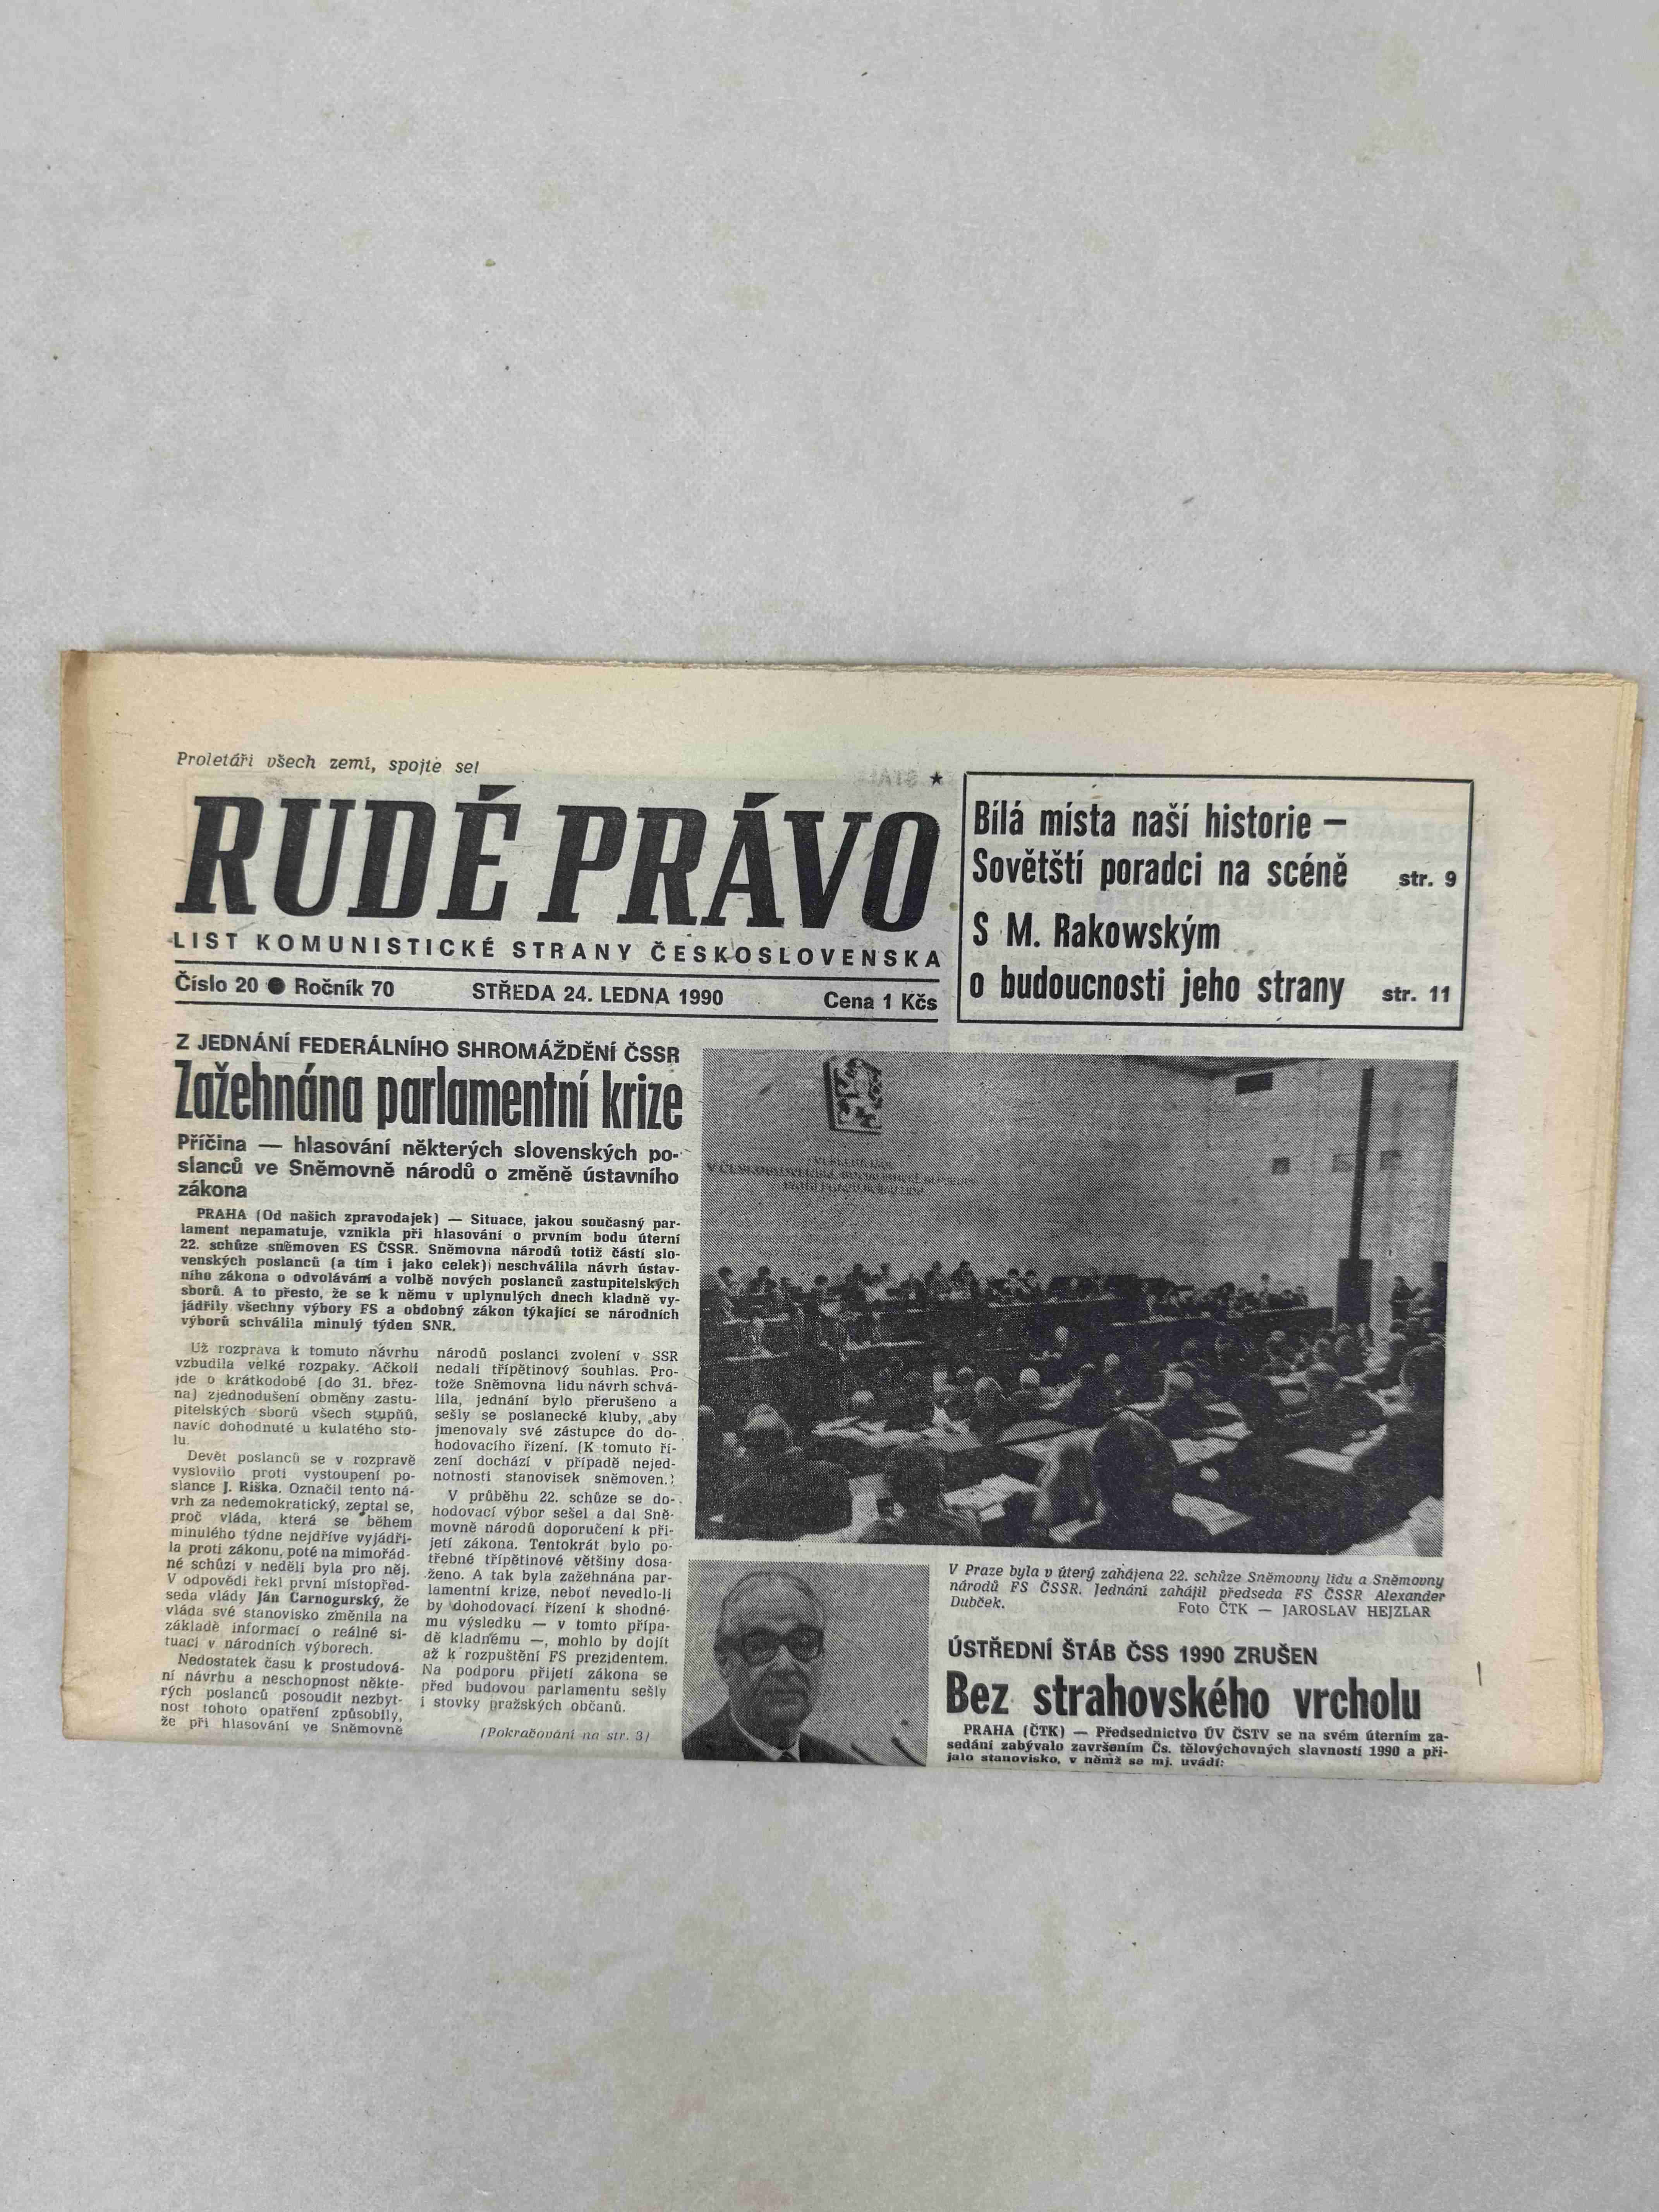 Proletáři všech zemí, spojte se!
RUDÉ PRÁVO
LIST KOMUNISTICKÉ STRANY ČESKOSLOVENSKA
Číslo 20 ● Ročník 70 STŘEDA 24. LEDNA 1990 Cena 1 Kčs
Bílá místa naší historie —
Sovětští poradci na scéně str. 9
S M. Rakowským
o budoucnosti jeho strany str. 11
Z JEDNÁNÍ FEDERÁLNÍHO SHROMÁŽDĚNÍ ČSSR
Zažehnána parlamentní krize
Příčina — hlasování některých slovenských po-
slanců ve Sněmovně národů o změně ústavního
zákona
PRAHA (Od našich zpravodajek) — Situace, jakou současný par-
lament nepamatuje, vznikla při hlasování o prvním bodu úterní
22. schůze sněmoven FS ČSSR. Sněmovna národů totiž částí slo-
venských poslanců (a tím i jako celek) neschválila návrh ústav-
ního zákona o odvolávání a volbě nových poslanců zastupitelských
sborů. A to přesto, že se k němu v uplynulých dnech kladně vy-
jádřily všechny výbory FS a obdobný zákon týkající se národních
výborů schválila minulý týden SNR.
Už rozprava k tomuto návrhu
vzbudila velké rozpaky. Ačkoli
jde o krátkodobé (do 31. břez-
na) zjednodušení obměny zastu-
pitelských sborů všech stupňů,
navíc dohodnuté u kulatého sto-
lu.
Devět poslanců se v rozpravě
vyslovilo proti vystoupení po-
slance J. Riška. Označil tento ná-
vrh za nedemokratický, zeptal se,
proč vláda, která se během
minulého týdne nejdříve vyjádři-
la proti zákonu, poté na mimořád-
né schůzi v neděli byla pro něj.
V odpovědi řekl první místopřed-
seda vlády Ján Čarnogurský, že
vláda své stanovisko změnila na
základě informací o reálné si-
tuaci v národních výborech.
Nedostatek času k prostudová-
ní návrhu a neschopnost někte-
rých poslanců posoudit nezbyt-
nost tohoto opatření způsobily,
že při hlasování ve Sněmovně
národů poslanci zvolení v SSR
nedali třípětinový souhlas. Pro-
tože Sněmovna lidu návrh schvá-
lila, jednání bylo přerušeno a
sešly se poslanecké kluby, aby
jmenovaly své zástupce do do-
hodovacího řízení. (K tomuto ří-
zení dochází v případě nejed-
notnosti stanovisek sněmoven.)
V průběhu 22. schůze se do-
hodovací výbor sešel a dal Sně-
movně národů doporučení k při-
jetí zákona. Tentokrát bylo po-
třebné třípětinové většiny dosa-
ženo. A tak byla zažehnána par-
lamentní krize, neboť nevedlo-li
by dohodovací řízení k shodné-
mu výsledku — v tomto přípa-
dě kladnému —, mohlo by dojít
až k rozpuštění FS prezidentem.
Na podporu přijetí zákona se
před budovou parlamentu sešly
i stovky pražských občanů.
(Pokračování na str. 3)
V Praze byla v úterý zahájena 22. schůze Sněmovny lidu a Sněmovny
národů FS ČSSR. Jednání zahájil předseda FS ČSSR Alexander
Dubček. Foto ČTK — JAROSLAV HEJZLAR
ÚSTŘEDNÍ ŠTÁB ČSS 1990 ZRUŠEN
Bez strahovského vrcholu
PRAHA (ČTK) — Předsednictvo ÚV ČSTV se na svém úterním za-
sedání zabývalo završením Čs. tělovýchovných slavností 1990 a při-
jalo stanovisko, v němž se mj. uvádí: